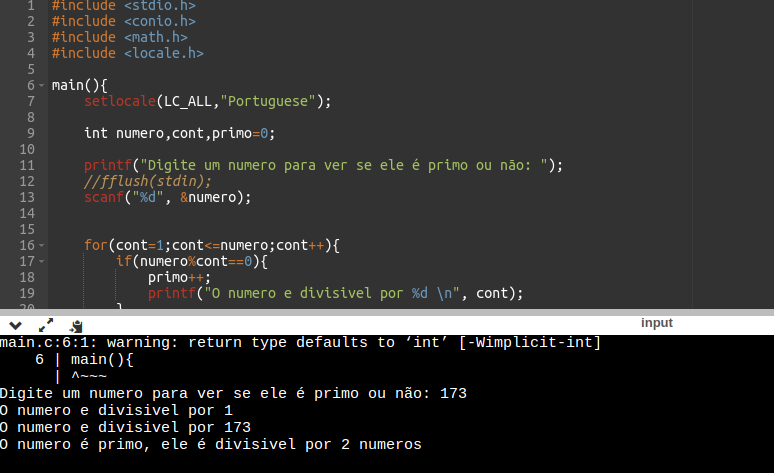 1 #include <stdio.h>
2 #include <conio.h>
3 #include <math.h>
4 #include <locale.h>
5
6 main(){
7 setlocale(LC_ALL,"Portuguese");
8
9 int numero,cont,primo=0;
10
11 printf("Digite um numero para ver se ele é primo ou não: ");
12 //fflush(stdin);
13 scanf("%d", &numero);
14
15
16 for(cont=1;cont<=numero;cont++){
17 if(numero%cont==0){
18 primo++;
19 printf("O numero e divisivel por %d \n", cont);
20 }
input
main.c:6:1: warning: return type defaults to ‘int’ [-Wimplicit-int]
6 | main(){
| ^~~~
Digite um numero para ver se ele é primo ou não: 173
O numero e divisivel por 1
O numero e divisivel por 173
O numero é primo, ele é divisivel por 2 numeros